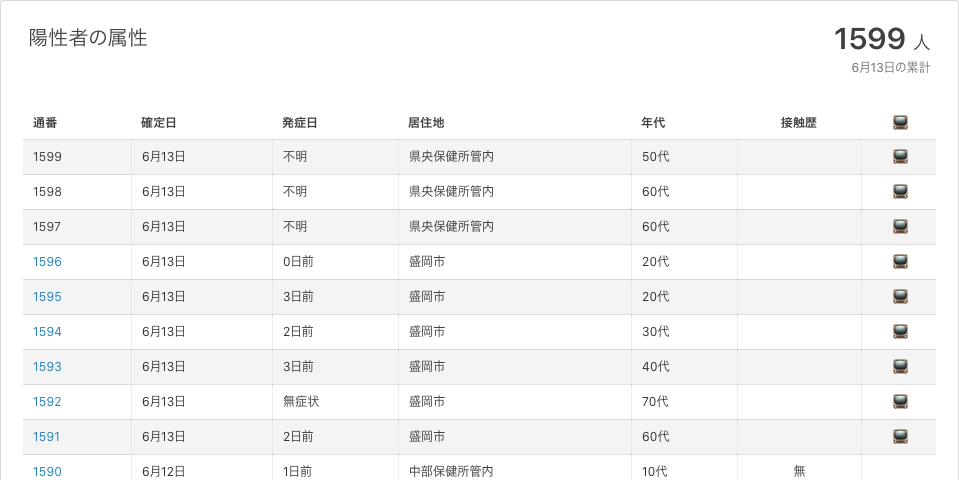 陽性者の属性
1599 人
6月13日の累計
通番 確定日 発症日 居住地 年代 接触歴
1599 6月13日 不明 県央保健所管内 50代
1598 6月13日 不明 県央保健所管内 60代
1597 6月13日 不明 県央保健所管内 60代
1596 6月13日 0日前 盛岡市 20代
1595 6月13日 3日前 盛岡市 20代
1594 6月13日 2日前 盛岡市 30代
1593 6月13日 3日前 盛岡市 40代
1592 6月13日 無症状 盛岡市 70代
1591 6月13日 2日前 盛岡市 60代
1590 6月12日 1日前 中部保健所管内 10代 無